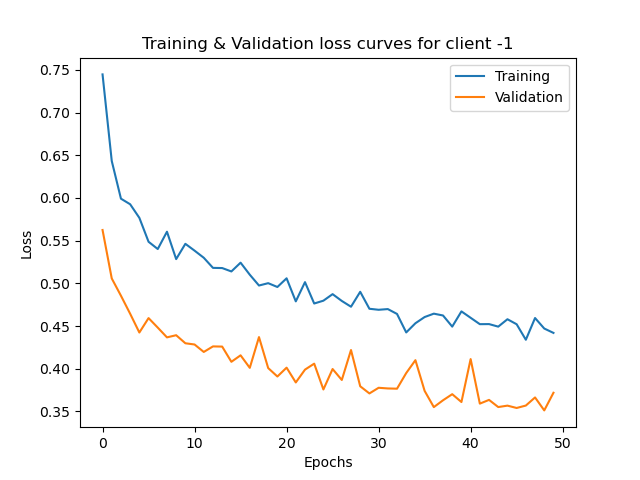 Training & Validation loss curves for client -1
Training
Validation
Loss
0.75
0.70
0.65
0.60
0.55
0.50
0.45
0.40
0.35
0 10 20 30 40 50
Epochs